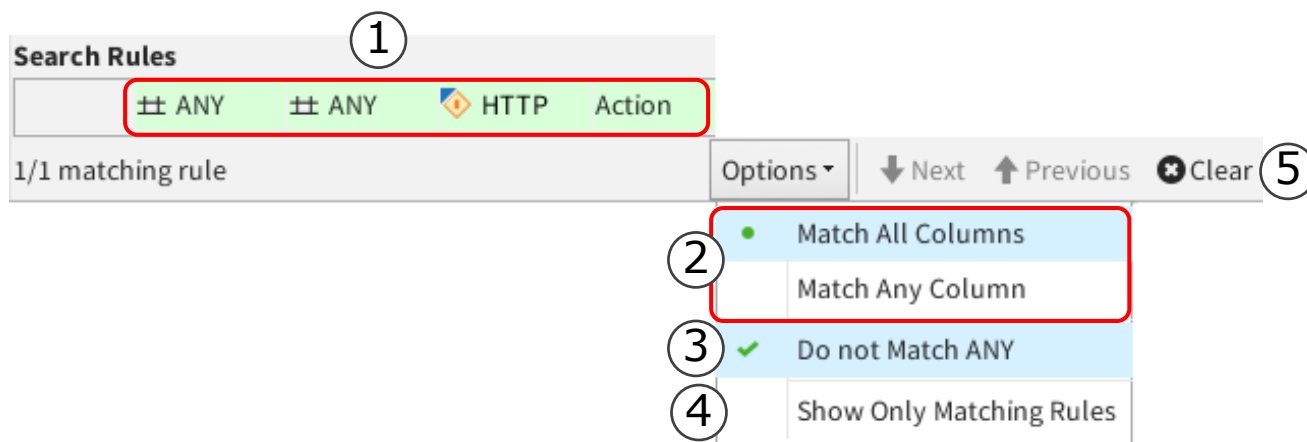 1
Search Rules
ANY ANY HTTP Action
1/1 matching rule Options Next Previous Clear 5
2 Match All Columns
Match Any Column
3 Do not Match ANY
4 Show Only Matching Rules